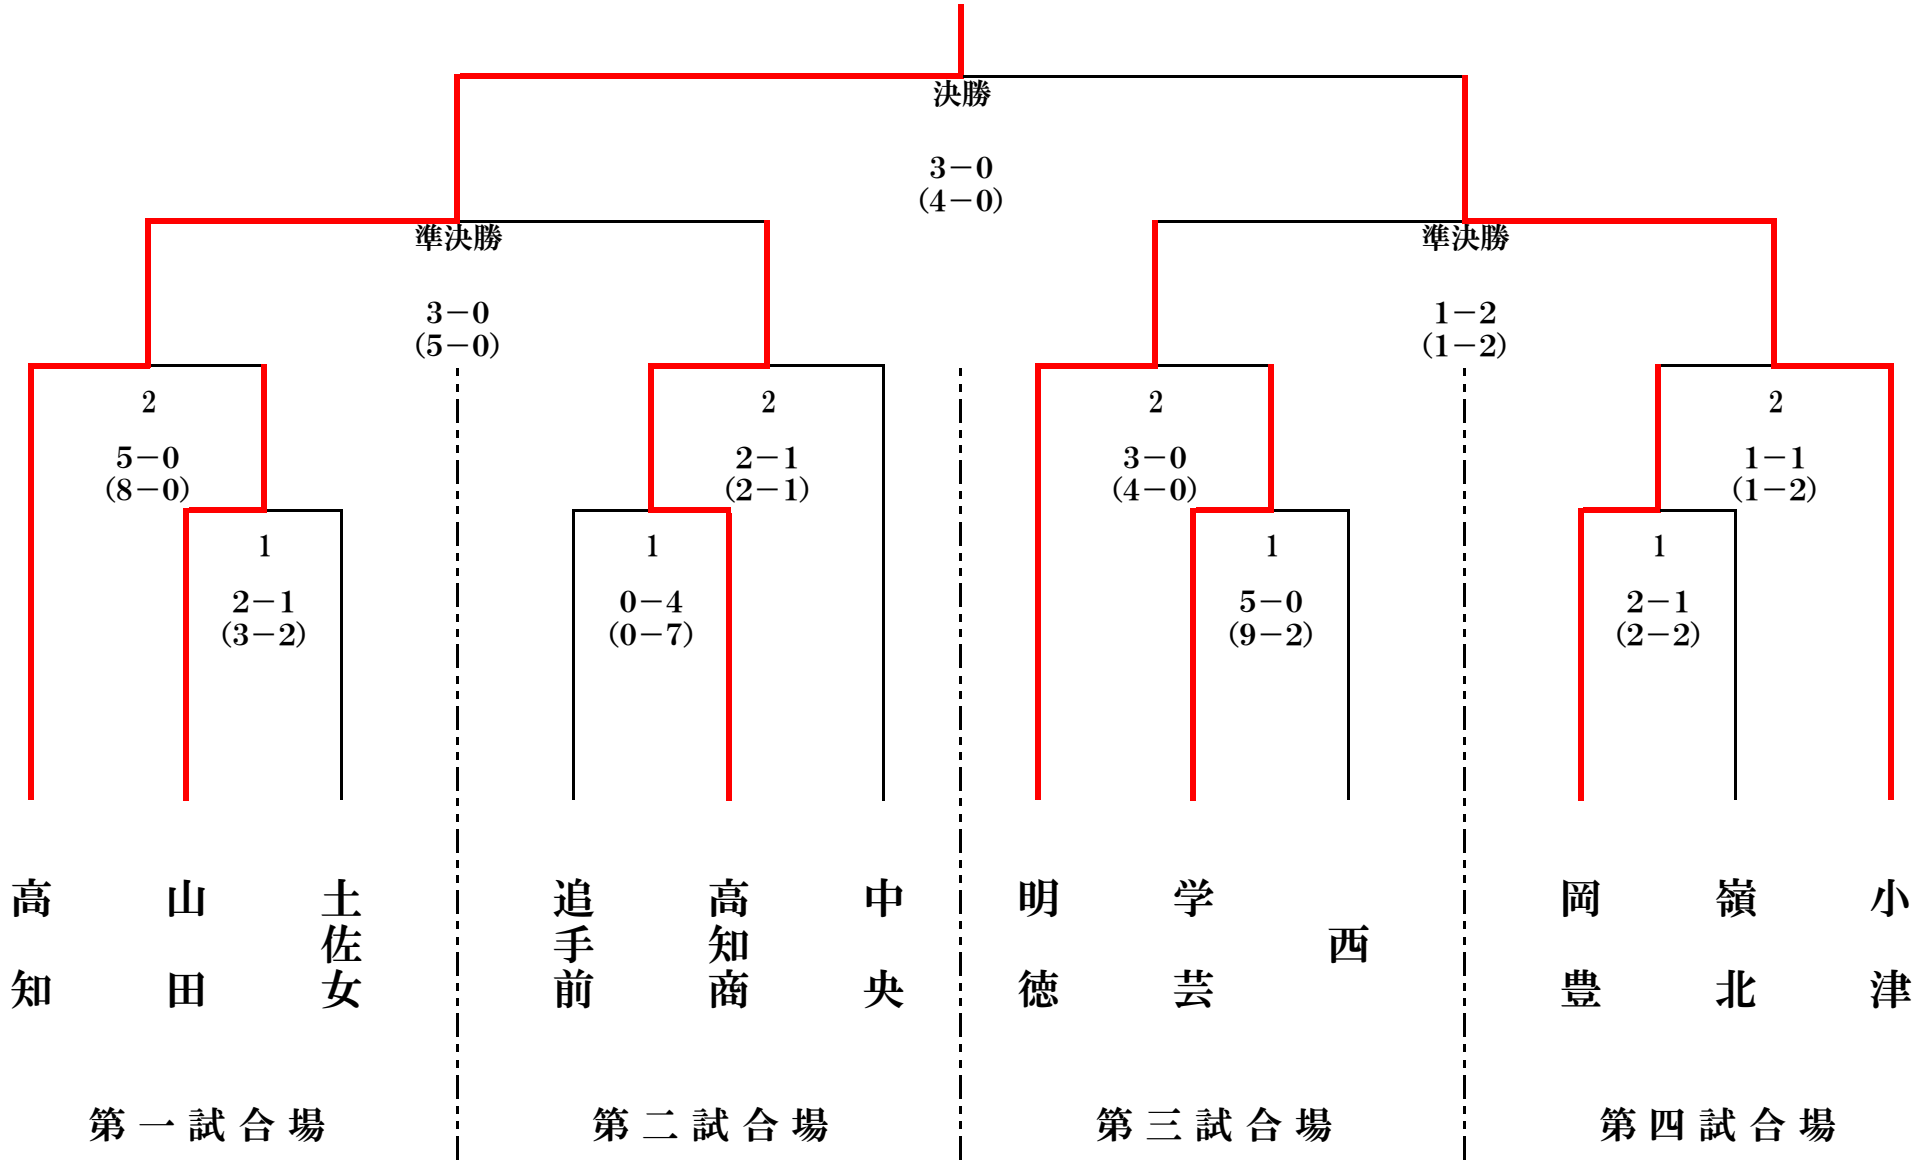 決勝
3－0
(4－0)
準決勝
3－0
(5－0)
準決勝
1－2
(1－2)
2
5－0
(8－0)
2
2－1
(2－1)
2
3－0
(4－0)
2
1－1
(1－2)
1
2－1
(3－2)
1
0－4
(0－7)
1
5－0
(9－2)
1
2－1
(2－2)
高知
山田
土佐女
追手前
高知商
中央
明徳
学芸
西
岡豊
嶺北
小津
第一試合場
第二試合場
第三試合場
第四試合場